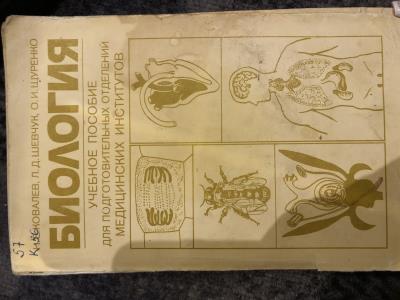 КОВАЛЕВ, Л.Д. ШЕВЧУК, О.И. ЩУРЕНКО
БИОЛОГИЯ
УЧЕБНОЕ ПОСОБИЕ
ДЛЯ ПОДГОТОВИТЕЛЬНЫХ ОТДЕЛЕНИЙ
МЕДИЦИНСКИХ ИНСТИТУТОВ
57